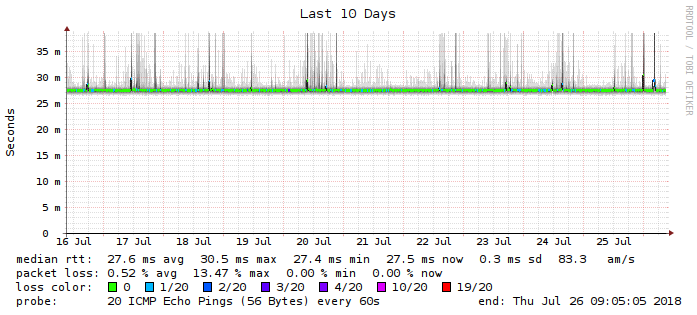 Last 10 Days
RRDTOOL / TOBI OETIKER
Seconds
35 m
30 m
25 m
20 m
15 m
10 m
5 m
0
16 Jul 17 Jul 18 Jul 19 Jul 20 Jul 21 Jul 22 Jul 23 Jul 24 Jul 25 Jul
median rtt: 27.6 ms avg 30.5 ms max 27.4 ms min 27.5 ms now 0.3 ms sd 83.3 am/s
packet loss: 0.52 % avg 13.47 % max 0.00 % min 0.00 % now
loss color: 0 1/20 2/20 3/20 4/20 10/20 19/20
probe: 20 ICMP Echo Pings (56 Bytes) every 60s end: Thu Jul 26 09:05:05 2018